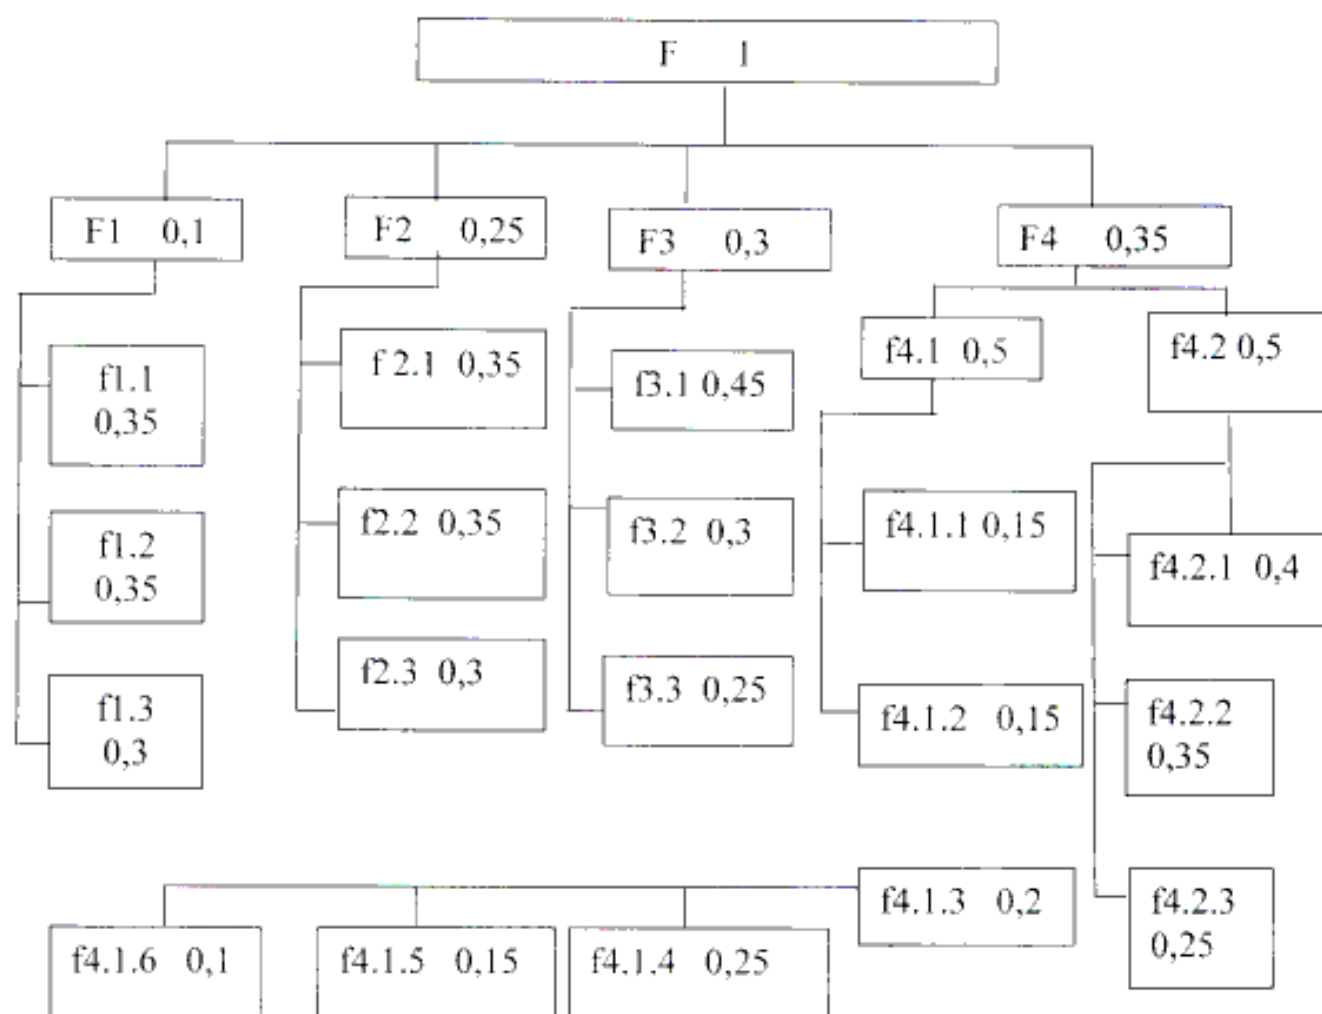 F 1
F1 0,1
F2 0,25
F3 0,3
F4 0,35
f1.1
0,35
f1.2
0,35
f1.3
0,3
f 2.1 0,35
f2.2 0,35
f2.3 0,3
f3.1 0,45
f3.2 0,3
f3.3 0,25
f4.1 0,5
f4.2 0,5
f4.1.1 0,15
f4.1.2 0,15
f4.1.3 0,2
f4.1.6 0,1
f4.1.5 0,15
f4.1.4 0,25
f4.2.1 0,4
f4.2.2
0,35
f4.2.3
0,25